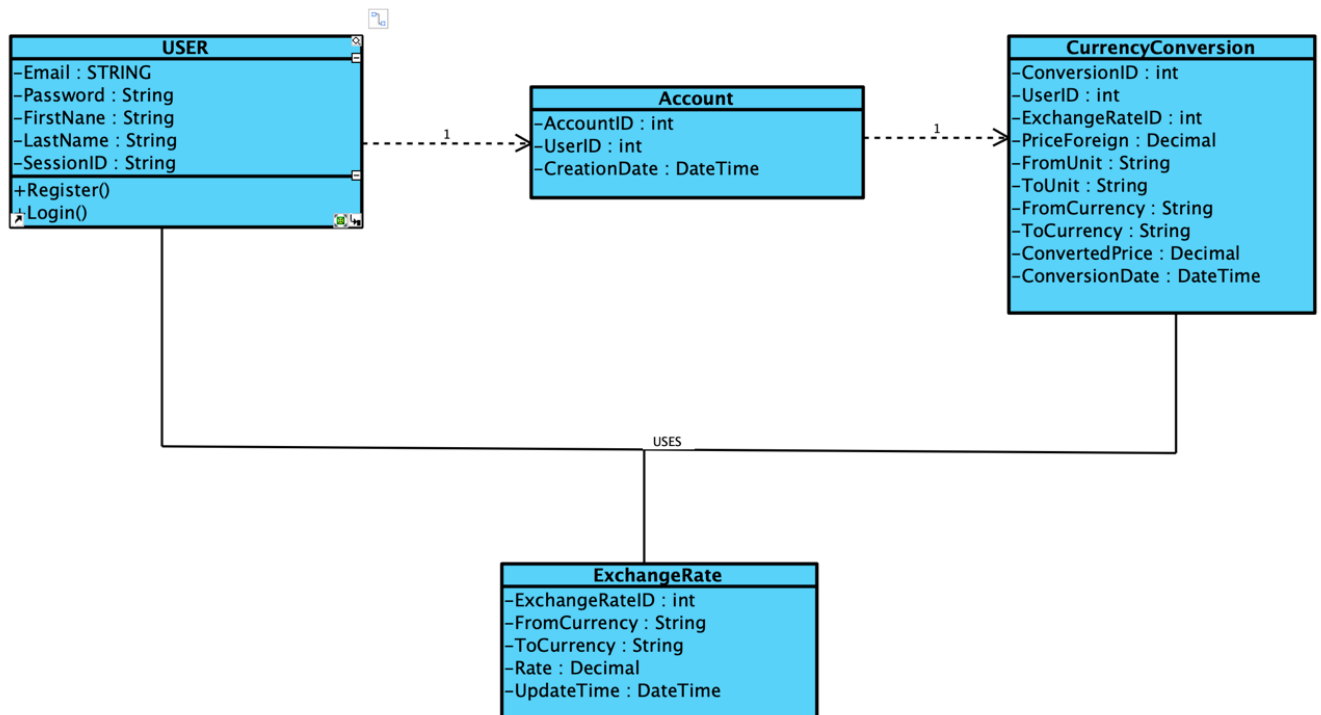 USER
-Email : STRING
-Password : String
-FirstNane : String
-LastName : String
-SessionID : String
+Register()
+Login()
1
Account
-AccountID : int
-UserID : int
-CreationDate : DateTime
1
CurrencyConversion
-ConversionID : int
-UserID : int
-ExchangeRateID : int
-PriceForeign : Decimal
-FromUnit : String
-ToUnit : String
-FromCurrency : String
-ToCurrency : String
-ConvertedPrice : Decimal
-ConversionDate : DateTime
USES
ExchangeRate
-ExchangeRateID : int
-FromCurrency : String
-ToCurrency : String
-Rate : Decimal
-UpdateTime : DateTime